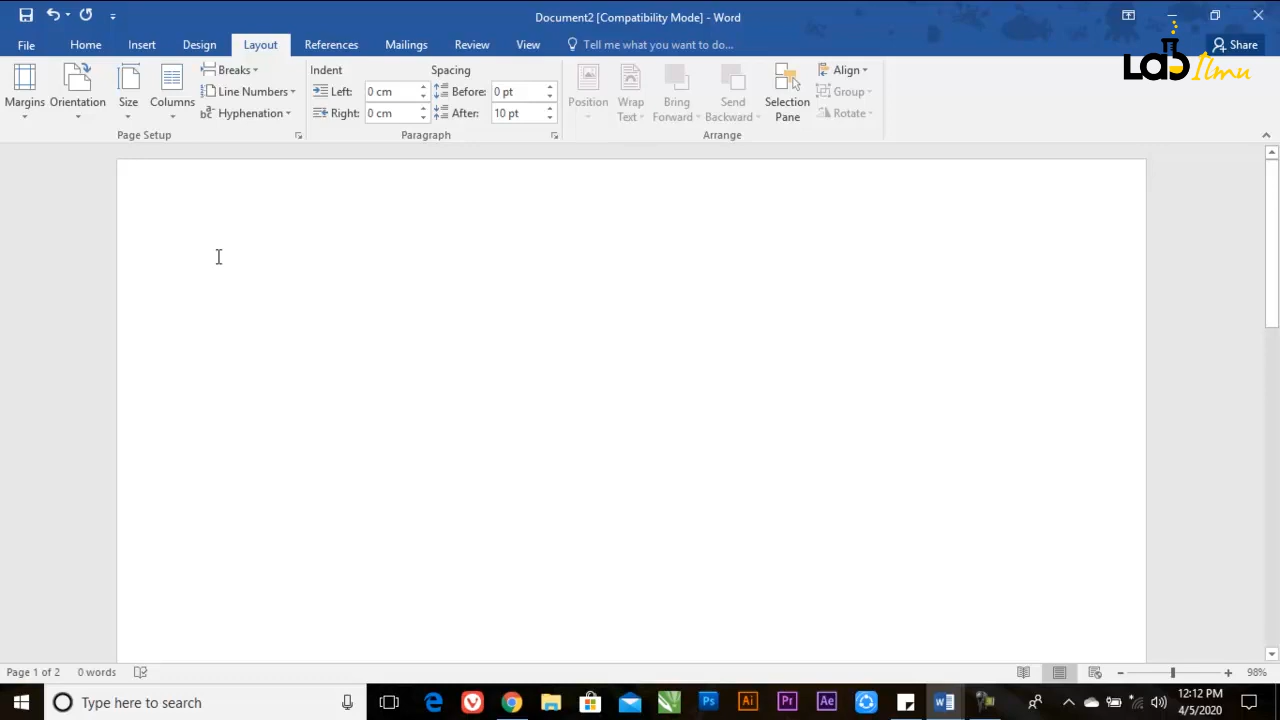 Document2 [Compatibility Mode] - Word
File Home Insert Design Layout References Mailings Review View Tell me what you want to do... Share
Lab Ilmu
Margins Orientation Size Columns
Breaks
Line Numbers
Hyphenation
Page Setup
Indent Spacing
Left: 0 cm Before: 0 pt
Right: 0 cm After: 10 pt
Paragraph
Position Wrap Text Bring Forward Send Backward Selection Pane
Align
Group
Rotate
Arrange
Page 1 of 2 0 words 98%
Type here to search Ps Ai Pr Ae 12:12 PM
4/5/2020